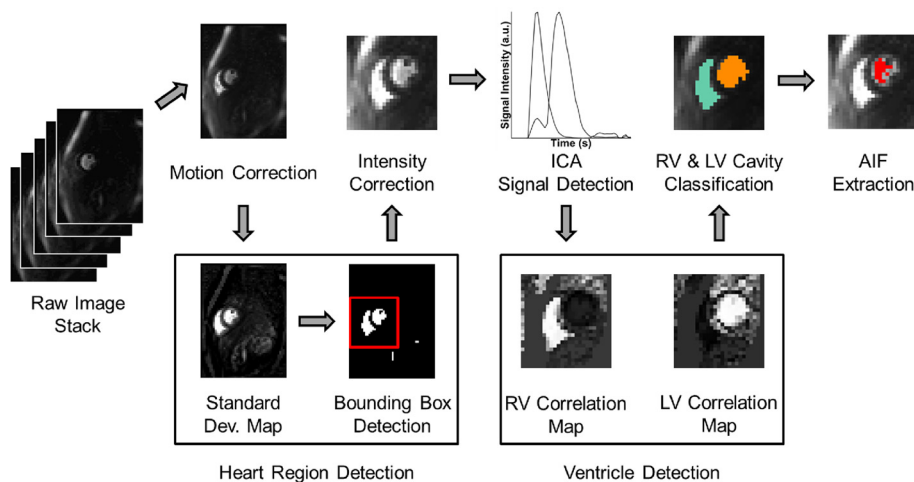 Raw Image
Stack
Motion Correction
Standard
Dev. Map
Bounding Box
Detection
Heart Region Detection
Intensity
Correction
Signal Intensity
(a.u.)
Time (s)
ICA
Signal Detection
RV Correlation
Map
LV Correlation
Map
Ventricle Detection
RV & LV Cavity
Classification
AIF
Extraction